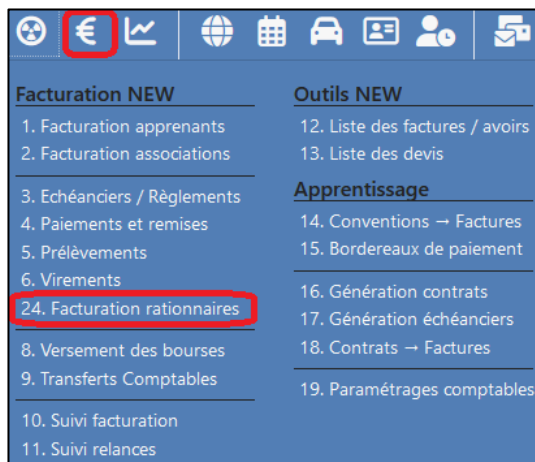 Facturation NEW
1. Facturation apprenants
2. Facturation associations
3. Echéanciers / Règlements
4. Paiements et remises
5. Prélèvements
6. Virements
24. Facturation rationnaires
8. Versement des bourses
9. Transferts Comptables
10. Suivi facturation
11. Suivi relances
Outils NEW
12. Liste des factures / avoirs
13. Liste des devis
Apprentissage
14. Conventions → Factures
15. Bordereaux de paiement
16. Génération contrats
17. Génération échéanciers
18. Contrats → Factures
19. Paramétrages comptables